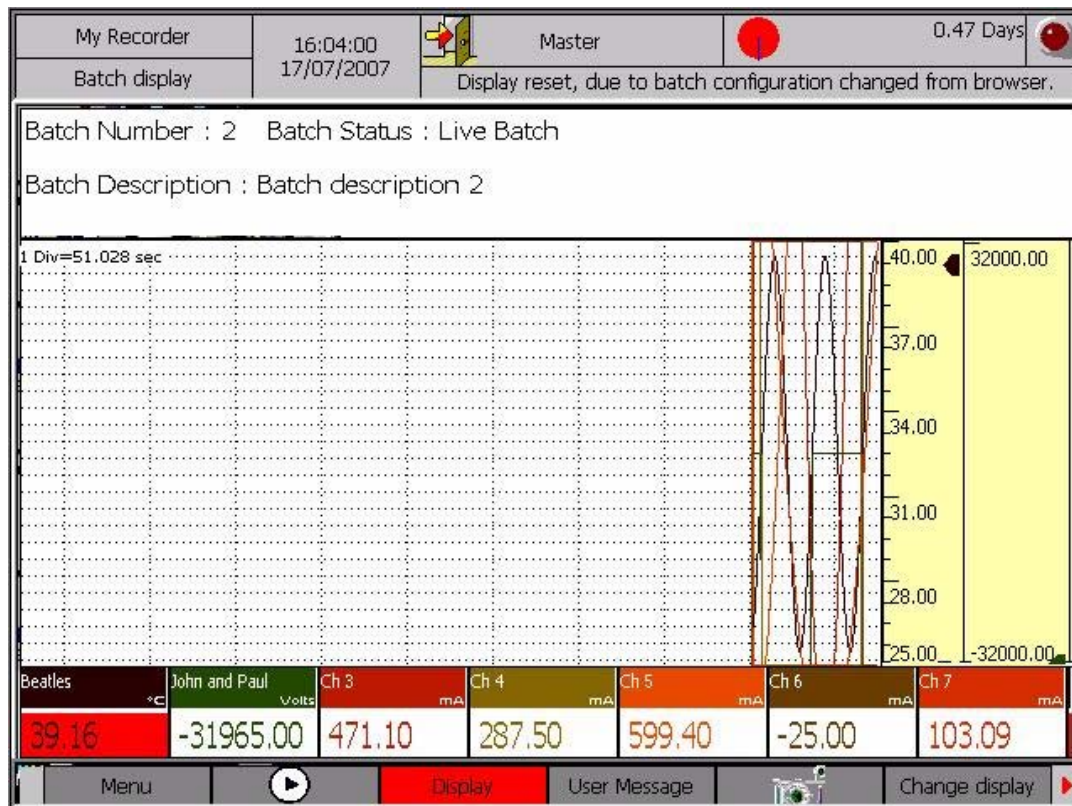 My Recorder
Batch display
16:04:00
17/07/2007
Master
0.47 Days
Display reset, due to batch configuration changed from browser.
Batch Number : 2 Batch Status : Live Batch
Batch Description : Batch description 2
1 Div=51.028 sec
40.00
37.00
34.00
31.00
28.00
25.00
32000.00
-32000.00
Beatles °C
39.16
John and Paul Volts
-31965.00
Ch 3 mA
471.10
Ch 4 mA
287.50
Ch 5 mA
599.40
Ch 6 mA
-25.00
Ch 7 mA
103.09
Menu
Display
User Message
Change display